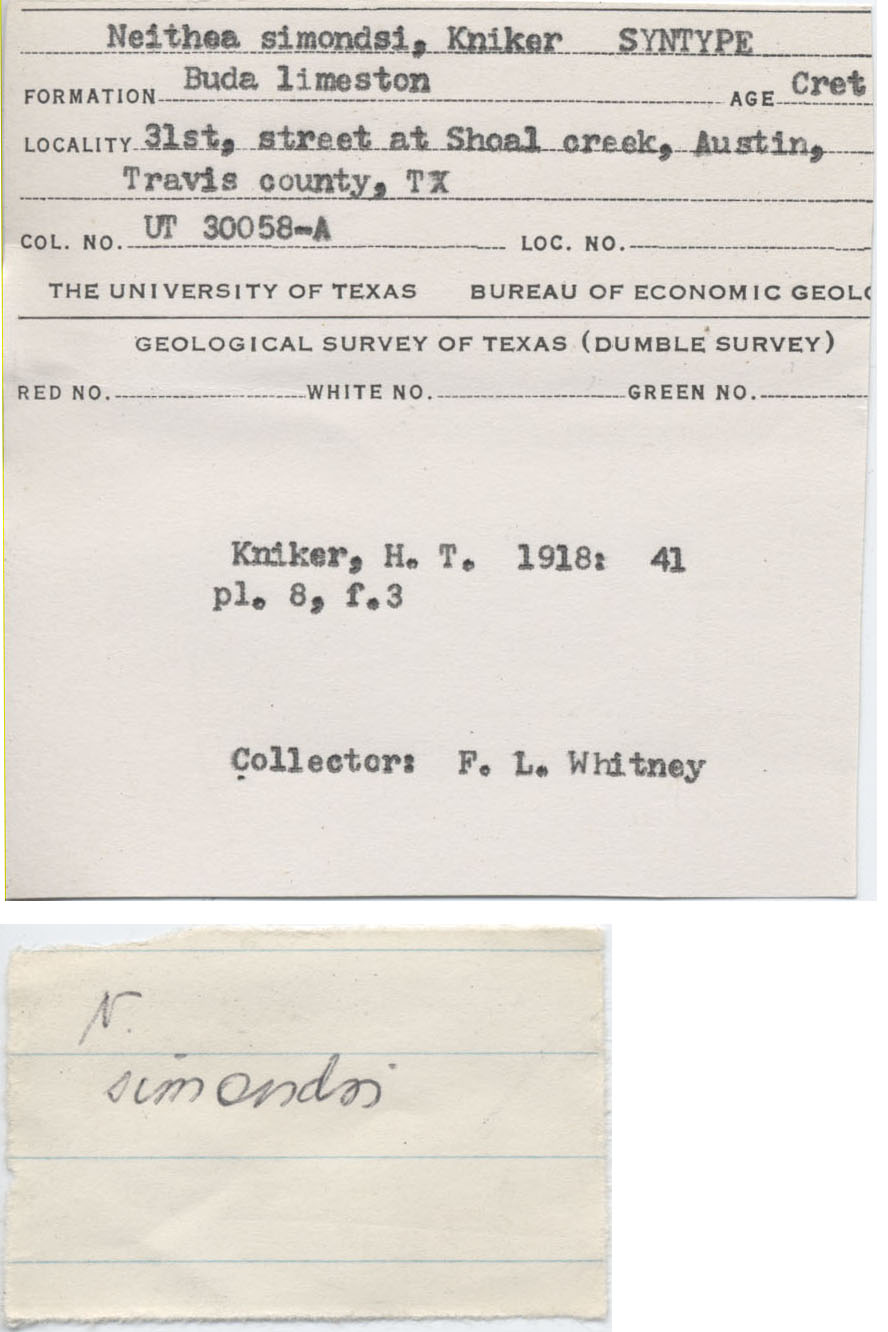 Neithea simondsi, Kniker SYNTYPE
FORMATION Buda limeston AGE Cret
LOCALITY 31st, street at Shoal creek, Austin,
Travis county, TX
COL. NO. UT 30058-A LOC. NO.
THE UNIVERSITY OF TEXAS BUREAU OF ECONOMIC GEOLO
GEOLOGICAL SURVEY OF TEXAS (DUMBLE SURVEY)
RED NO. WHITE NO. GREEN NO.
Kniker, H. T. 1918: 41
pl. 8, f.3
Collector: F. L. Whitney
N.
simondsi